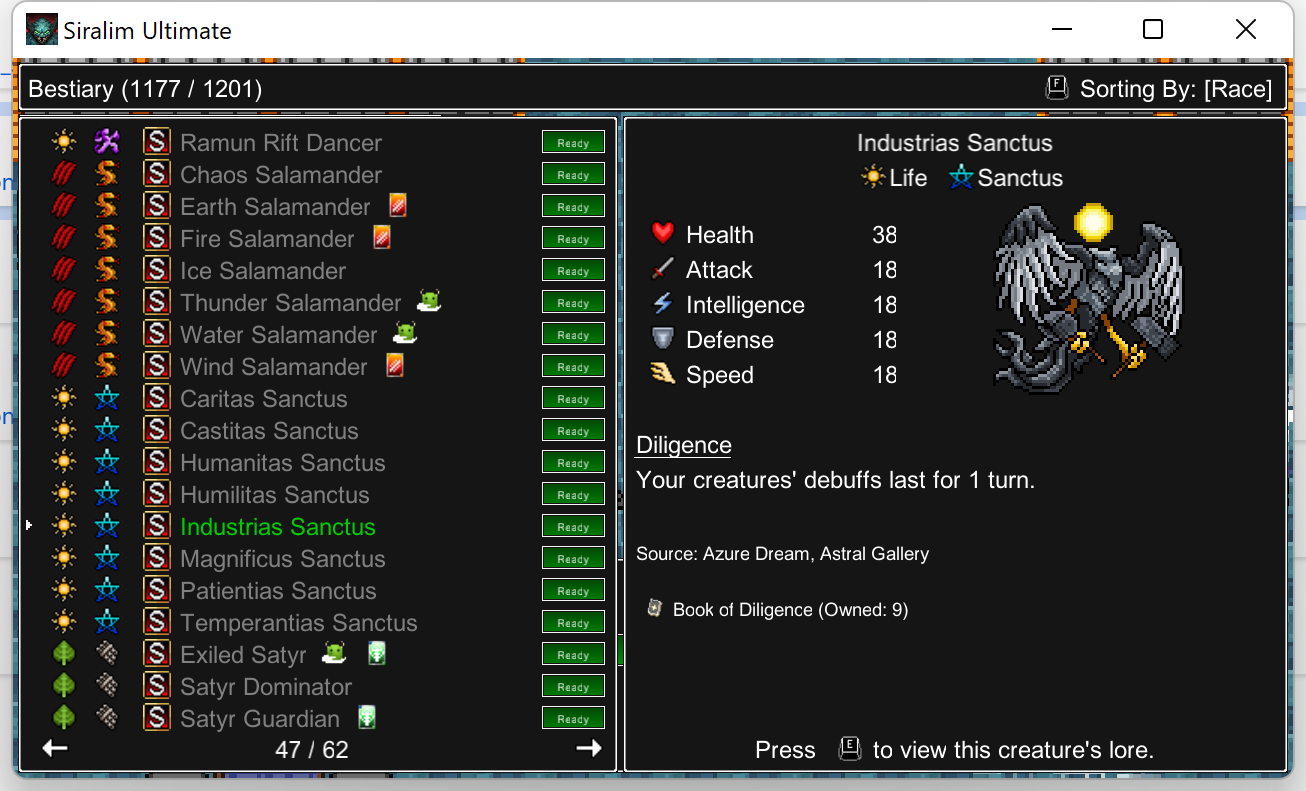 Siralim Ultimate
Bestiary (1177 / 1201)
F Sorting By: [Race]
S Ramun Rift Dancer Ready
S Chaos Salamander Ready
S Earth Salamander Ready
S Fire Salamander Ready
S Ice Salamander Ready
S Thunder Salamander Ready
S Water Salamander Ready
S Wind Salamander Ready
S Caritas Sanctus Ready
S Castitas Sanctus Ready
S Humanitas Sanctus Ready
S Humilitas Sanctus Ready
S Industrias Sanctus Ready
S Magnificus Sanctus Ready
S Patientias Sanctus Ready
S Temperantias Sanctus Ready
S Exiled Satyr Ready
S Satyr Dominator Ready
S Satyr Guardian Ready
47 / 62
Industrias Sanctus
Life Sanctus
Health 38
Attack 18
Intelligence 18
Defense 18
Speed 18
Diligence
Your creatures' debuffs last for 1 turn.
Source: Azure Dream, Astral Gallery
Book of Diligence (Owned: 9)
Press E to view this creature's lore.